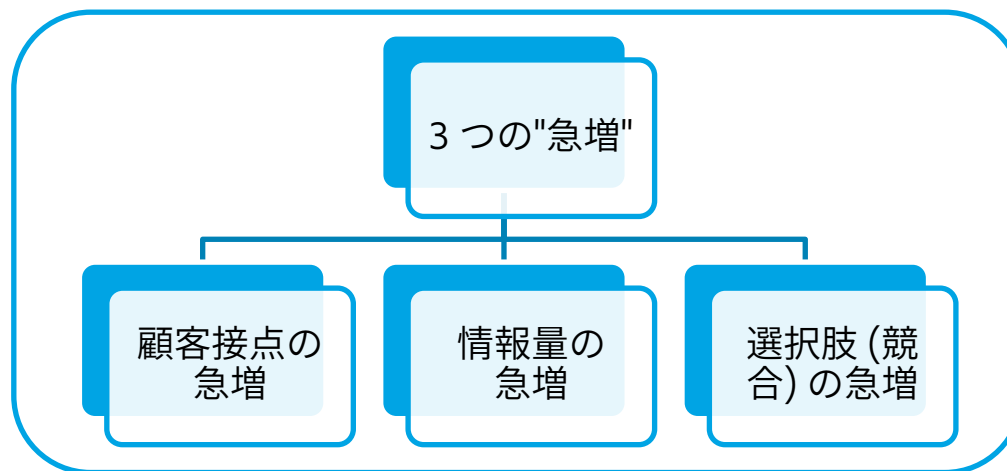 3 つの"急増"
顧客接点の
急増
情報量の
急増
選択肢 (競
合) の急増